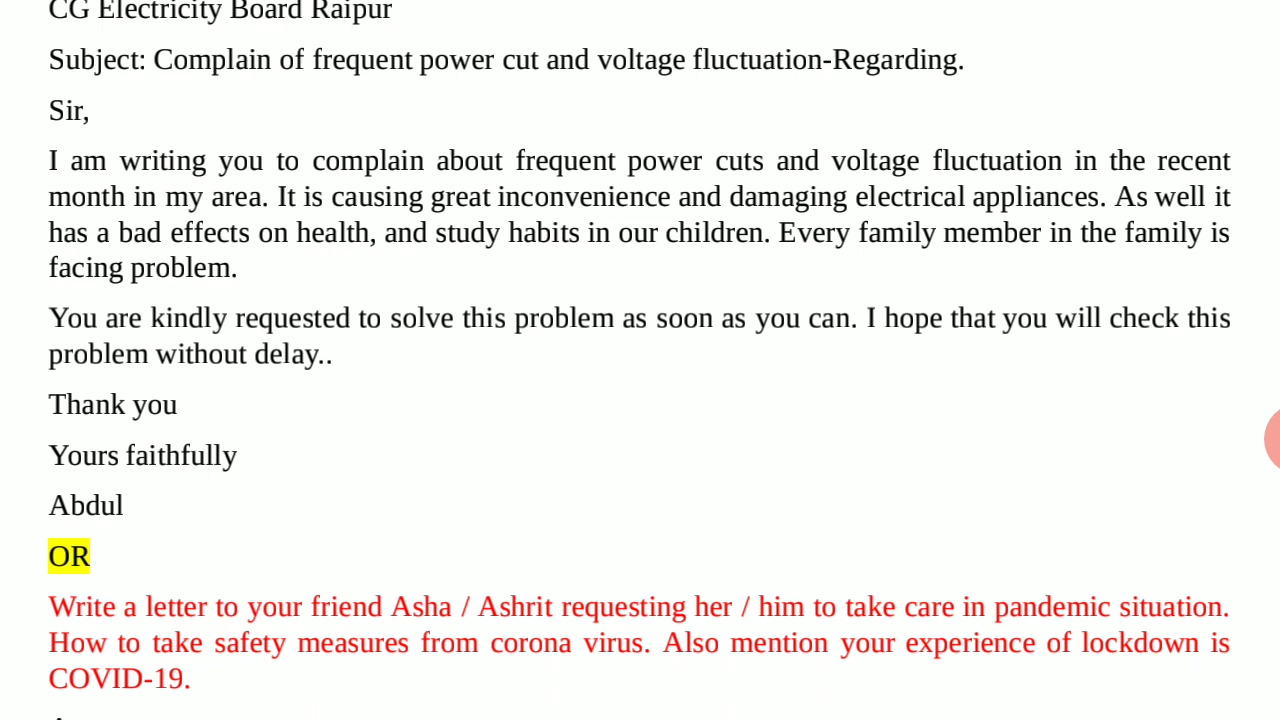 CG Electricity Board Raipur
Subject: Complain of frequent power cut and voltage fluctuation-Regarding.
Sir,
I am writing you to complain about frequent power cuts and voltage fluctuation in the recent
month in my area. It is causing great inconvenience and damaging electrical appliances. As well it
has a bad effects on health, and study habits in our children. Every family member in the family is
facing problem.
You are kindly requested to solve this problem as soon as you can. I hope that you will check this
problem without delay..
Thank you
Yours faithfully
Abdul
OR
Write a letter to your friend Asha / Ashrit requesting her / him to take care in pandemic situation.
How to take safety measures from corona virus. Also mention your experience of lockdown is
COVID-19.